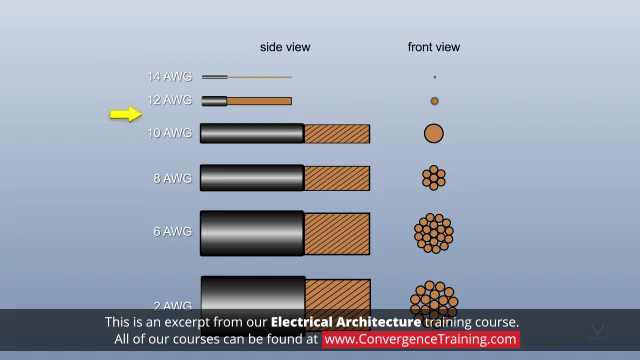 side view front view
14 AWG
12 AWG
10 AWG
8 AWG
6 AWG
2 AWG
This is an excerpt from our Electrical Architecture training course.
All of our courses can be found at www.ConvergenceTraining.com